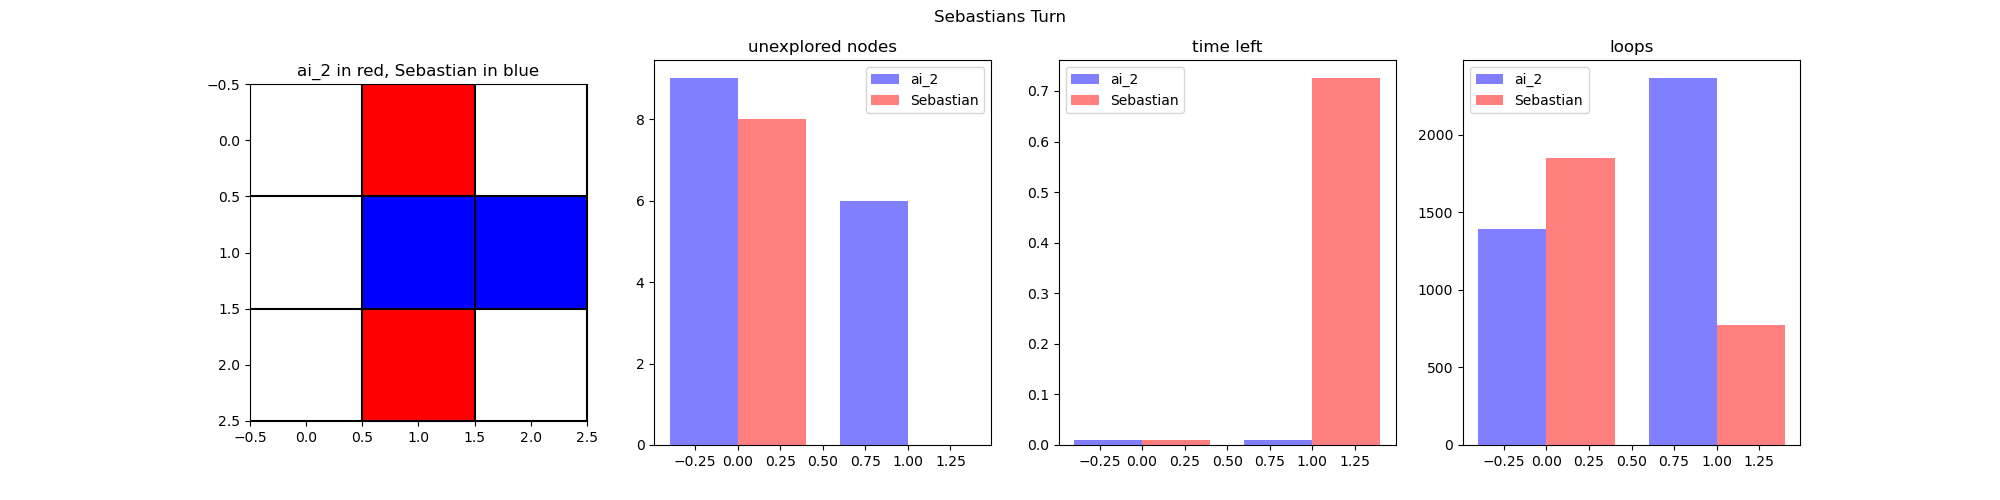 Sebastians Turn
ai_2 in red, Sebastian in blue
−0.5
0.0
0.5
1.0
1.5
2.0
2.5
−0.5 0.0 0.5 1.0 1.5 2.0 2.5
unexplored nodes
ai_2
Sebastian
8
6
4
2
0
−0.25 0.00 0.25 0.50 0.75 1.00 1.25
time left
ai_2
Sebastian
0.7
0.6
0.5
0.4
0.3
0.2
0.1
0.0
−0.25 0.00 0.25 0.50 0.75 1.00 1.25
loops
ai_2
Sebastian
2000
1500
1000
500
0
−0.25 0.00 0.25 0.50 0.75 1.00 1.25